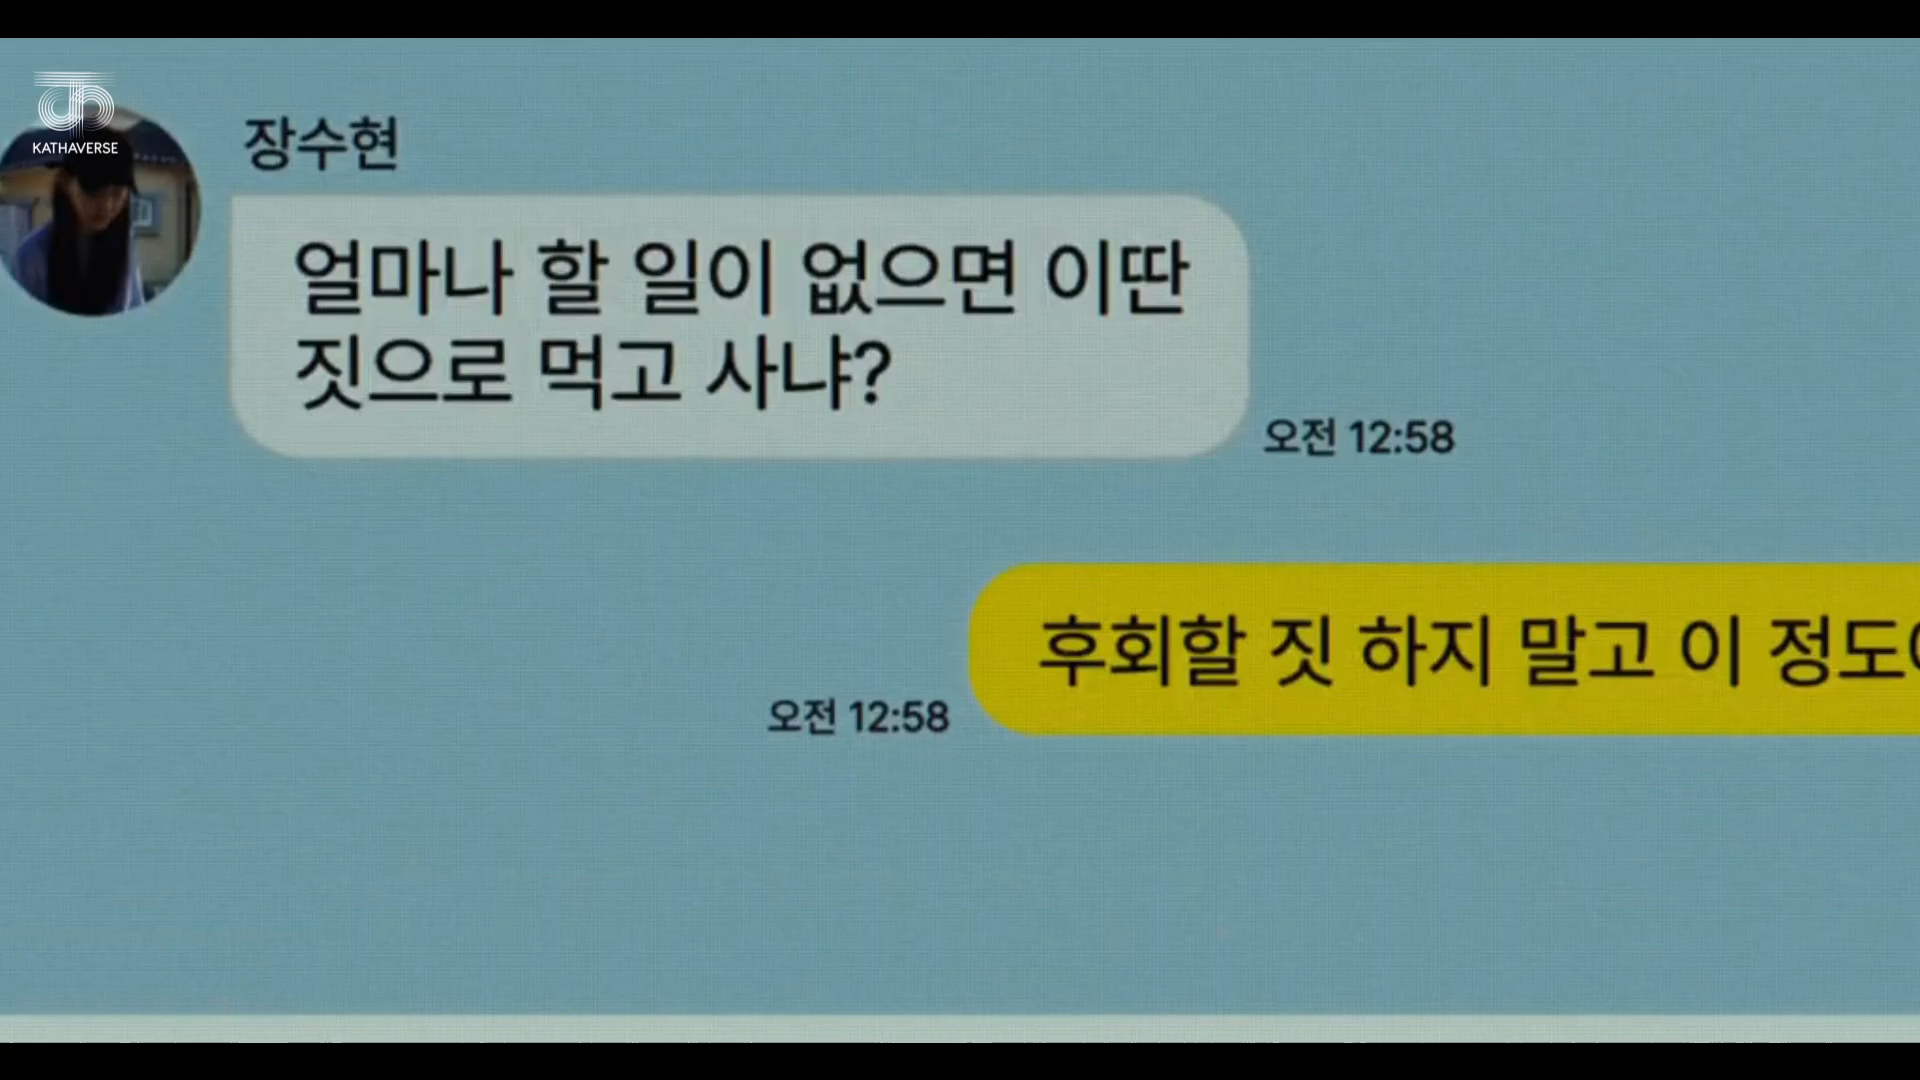 KATHAVERSE
장수현
얼마나 할 일이 없으면 이딴
짓으로 먹고 사냐?
오전 12:58
후회할 짓 하지 말고 이
오전 12:58